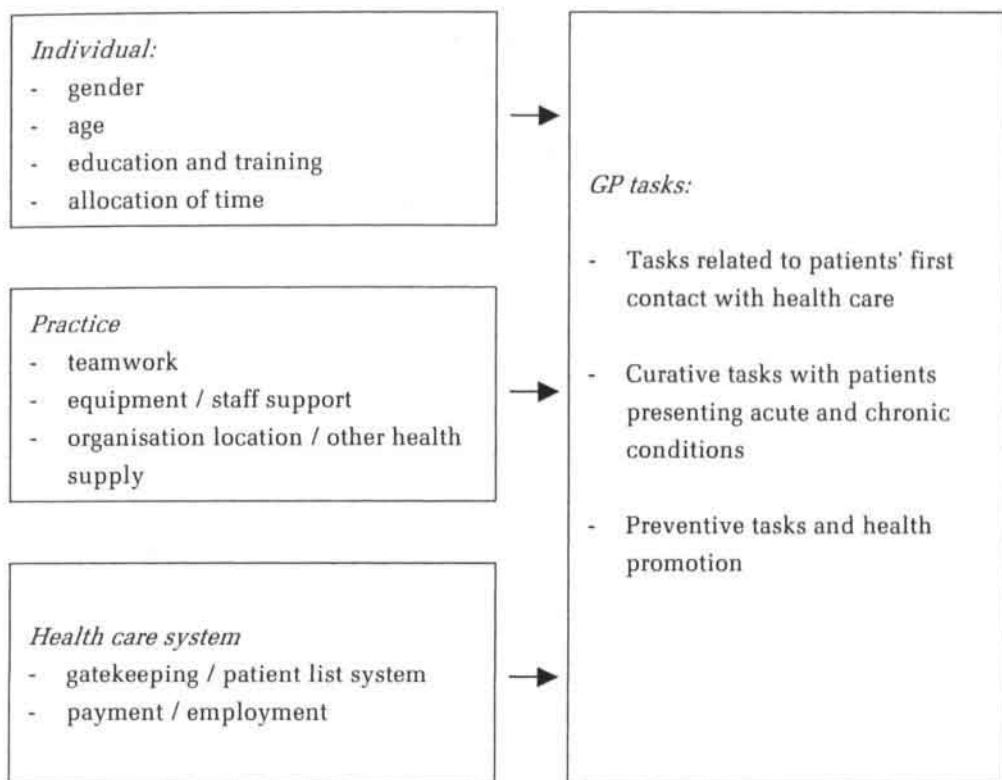 Individual:
- gender
- age
- education and training
- allocation of time
Practice
- teamwork
- equipment / staff support
- organisation location / other health
supply
Health care system
- gatekeeping / patient list system
- payment / employment
GP tasks:
- Tasks related to patients' first
contact with health care
- Curative tasks with patients
presenting acute and chronic
conditions
- Preventive tasks and health
promotion